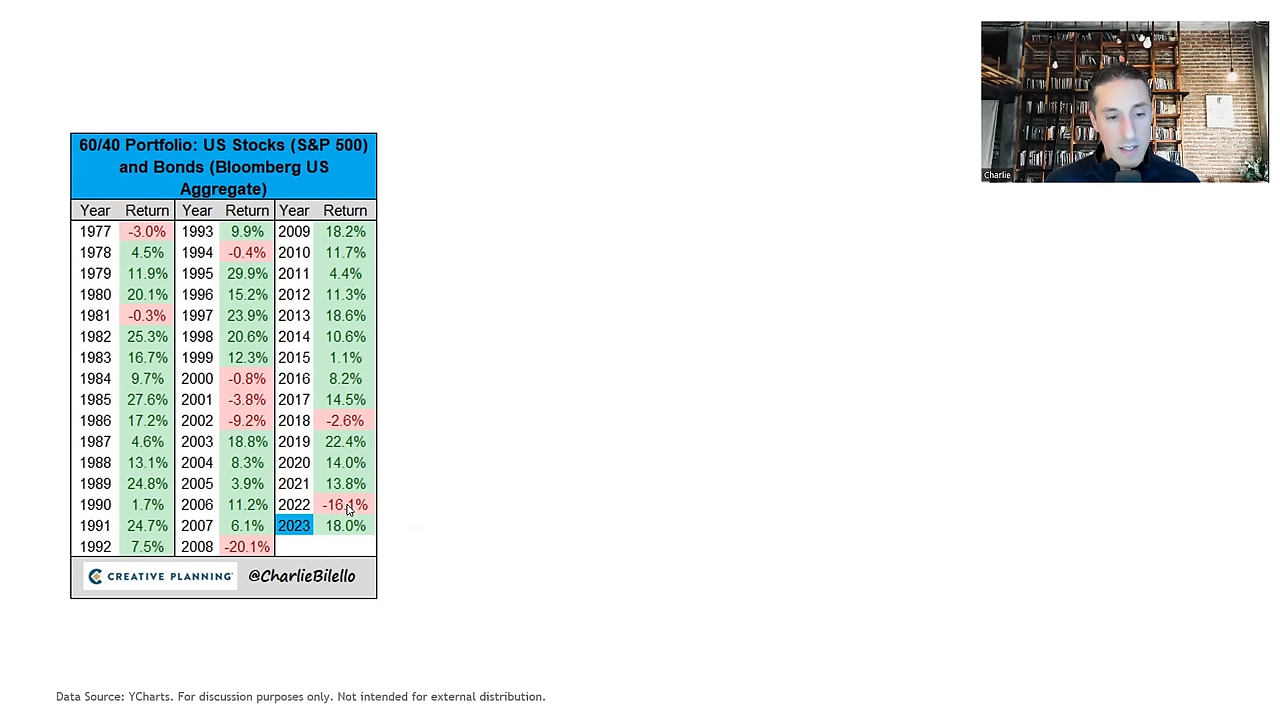 Charlie
60/40 Portfolio: US Stocks (S&P 500)
and Bonds (Bloomberg US
Aggregate)
Year Return Year Return Year Return
1977 -3.0% 1993 9.9% 2009 18.2%
1978 4.5% 1994 -0.4% 2010 11.7%
1979 11.9% 1995 29.9% 2011 4.4%
1980 20.1% 1996 15.2% 2012 11.3%
1981 -0.3% 1997 23.9% 2013 18.6%
1982 25.3% 1998 20.6% 2014 10.6%
1983 16.7% 1999 12.3% 2015 1.1%
1984 9.7% 2000 -0.8% 2016 8.2%
1985 27.6% 2001 -3.8% 2017 14.5%
1986 17.2% 2002 -9.2% 2018 -2.6%
1987 4.6% 2003 18.8% 2019 22.4%
1988 13.1% 2004 8.3% 2020 14.0%
1989 24.8% 2005 3.9% 2021 13.8%
1990 1.7% 2006 11.2% 2022 -16.1%
1991 24.7% 2007 6.1% 2023 18.0%
1992 7.5% 2008 -20.1%
CREATIVE PLANNING @CharlieBilello
Data Source: YCharts. For discussion purposes only. Not intended for external distribution.